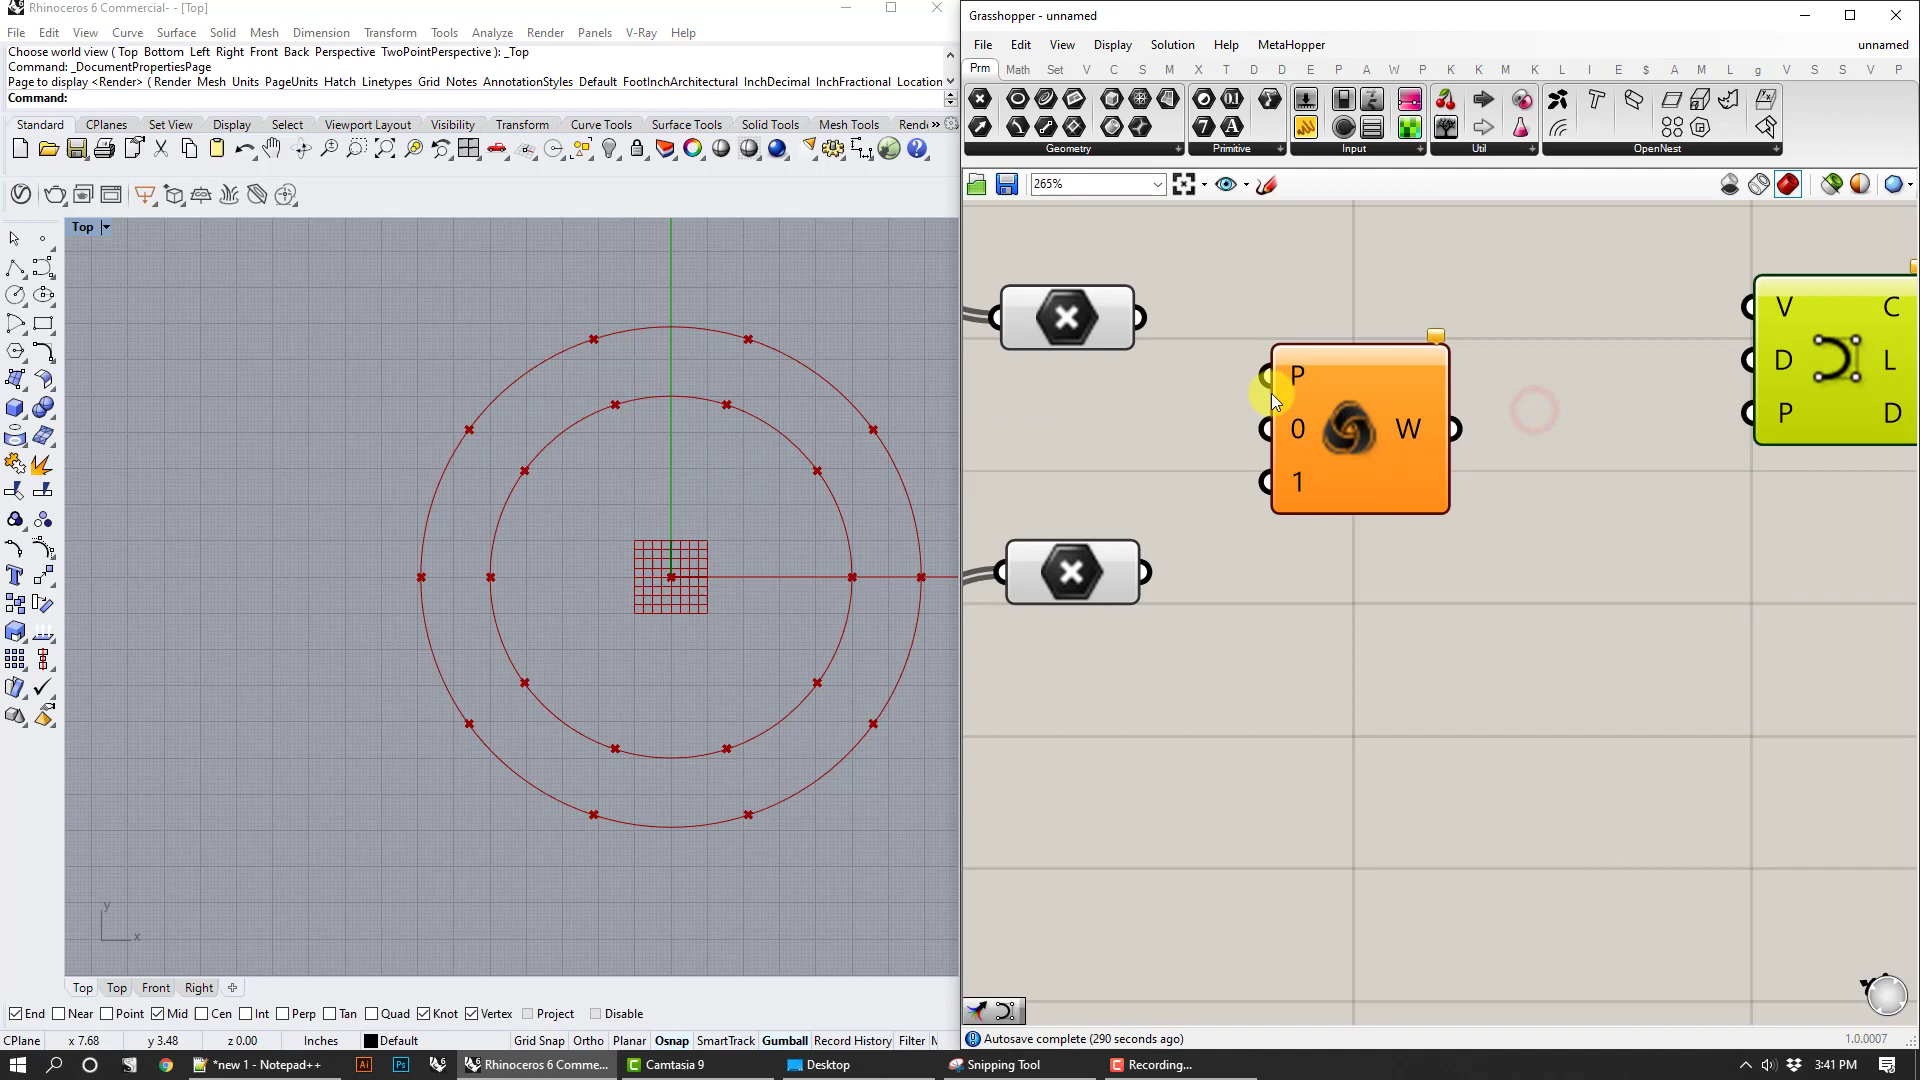 Rhinoceros 6 Commercial- - [Top]
File Edit View Curve Surface Solid Mesh Dimension Transform Tools Analyze Render Panels V-Ray Help
Choose world view ( Top Bottom Left Right Front Back Perspective TwoPointPerspective ): _Top
Command: _DocumentPropertiesPage
Page to display <Render> ( Render Mesh Units PageUnits Hatch Linetypes Grid Notes AnnotationStyles Default FootInchArchitectural InchDecimal InchFractional Location
Command:
Standard CPlanes Set View Display Select Viewport Layout Visibility Transform Curve Tools Surface Tools Solid Tools Mesh Tools Rend »
Top
y
x
Top Top Front Right
End Near Point Mid Cen Int Perp Tan Quad Knot Vertex Project Disable
CPlane x 7.68 y 3.48 z 0.00 Inches Default Grid Snap Ortho Planar Osnap SmartTrack Gumball Record History Filter M
Grasshopper - unnamed
File Edit View Display Solution Help MetaHopper unnamed
Prm Math Set V C S M X T D D E P A W P K K M K L I E $ A M L g V S S V P
Geometry Primitive Input Util OpenNest
265%
P
0 W
1
V C
D L
P D
Autosave complete (290 seconds ago) 1.0.0007
*new 1 - Notepad++ Rhinoceros 6 Comme... Camtasia 9 Desktop Snipping Tool Recording... 3:41 PM